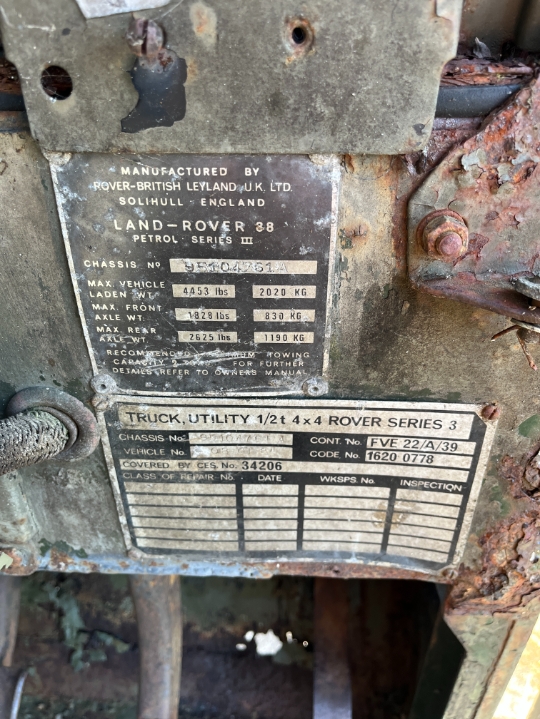 MANUFACTURED BY
ROVER-BRITISH LEYLAND U.K. LTD.
SOLIHULL - ENGLAND
LAND-ROVER 88
PETROL - SERIES III
CHASSIS No
MAX. VEHICLE LADEN WT. 4453 lbs 2020 KG
MAX. FRONT AXLE WT. 1828 lbs 830 KG
MAX. REAR AXLE WT. 2625 lbs 1190 KG
RECOMMENDED MAXIMUM TOWING
CAPACITY FOR FURTHER
DETAILS REFER TO OWNERS MANUAL
TRUCK, UTILITY 1/2t 4x4 ROVER SERIES 3
CHASSIS No. CONT. No. FVE 22/A/39
VEHICLE No. CODE No. 1620 0778
COVERED BY CES. No. 34206
CLASS OF REPAIR No. DATE WKSPS. No. INSPECTION